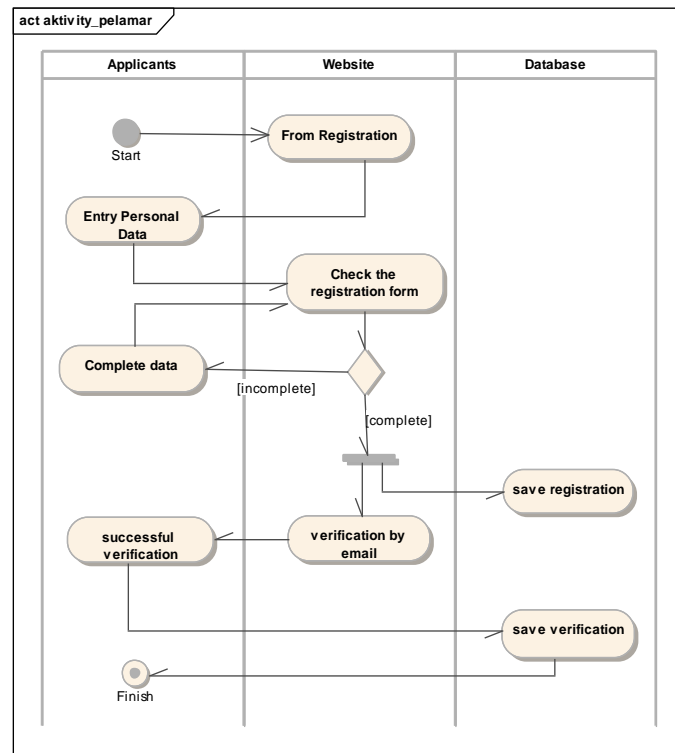 act aktivity_pelamar
Applicants
Website
Database
Start
From Registration
Entry Personal
Data
Check the
registration form
Complete data
[incomplete]
[complete]
save registration
successful
verification
verification by
email
save verification
Finish